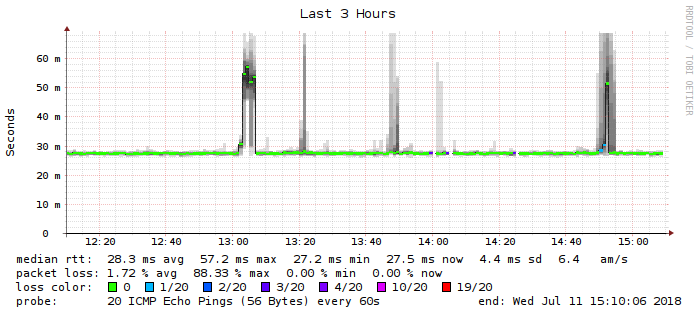 Last 3 Hours
RRDTOOL / TOBI OETIKER
Seconds
60 m
50 m
40 m
30 m
20 m
10 m
0
12:20 12:40 13:00 13:20 13:40 14:00 14:20 14:40 15:00
median rtt: 28.3 ms avg 57.2 ms max 27.2 ms min 27.5 ms now 4.4 ms sd 6.4 am/s
packet loss: 1.72 % avg 88.33 % max 0.00 % min 0.00 % now
loss color: 0 1/20 2/20 3/20 4/20 10/20 19/20
probe: 20 ICMP Echo Pings (56 Bytes) every 60s end: Wed Jul 11 15:10:06 2018